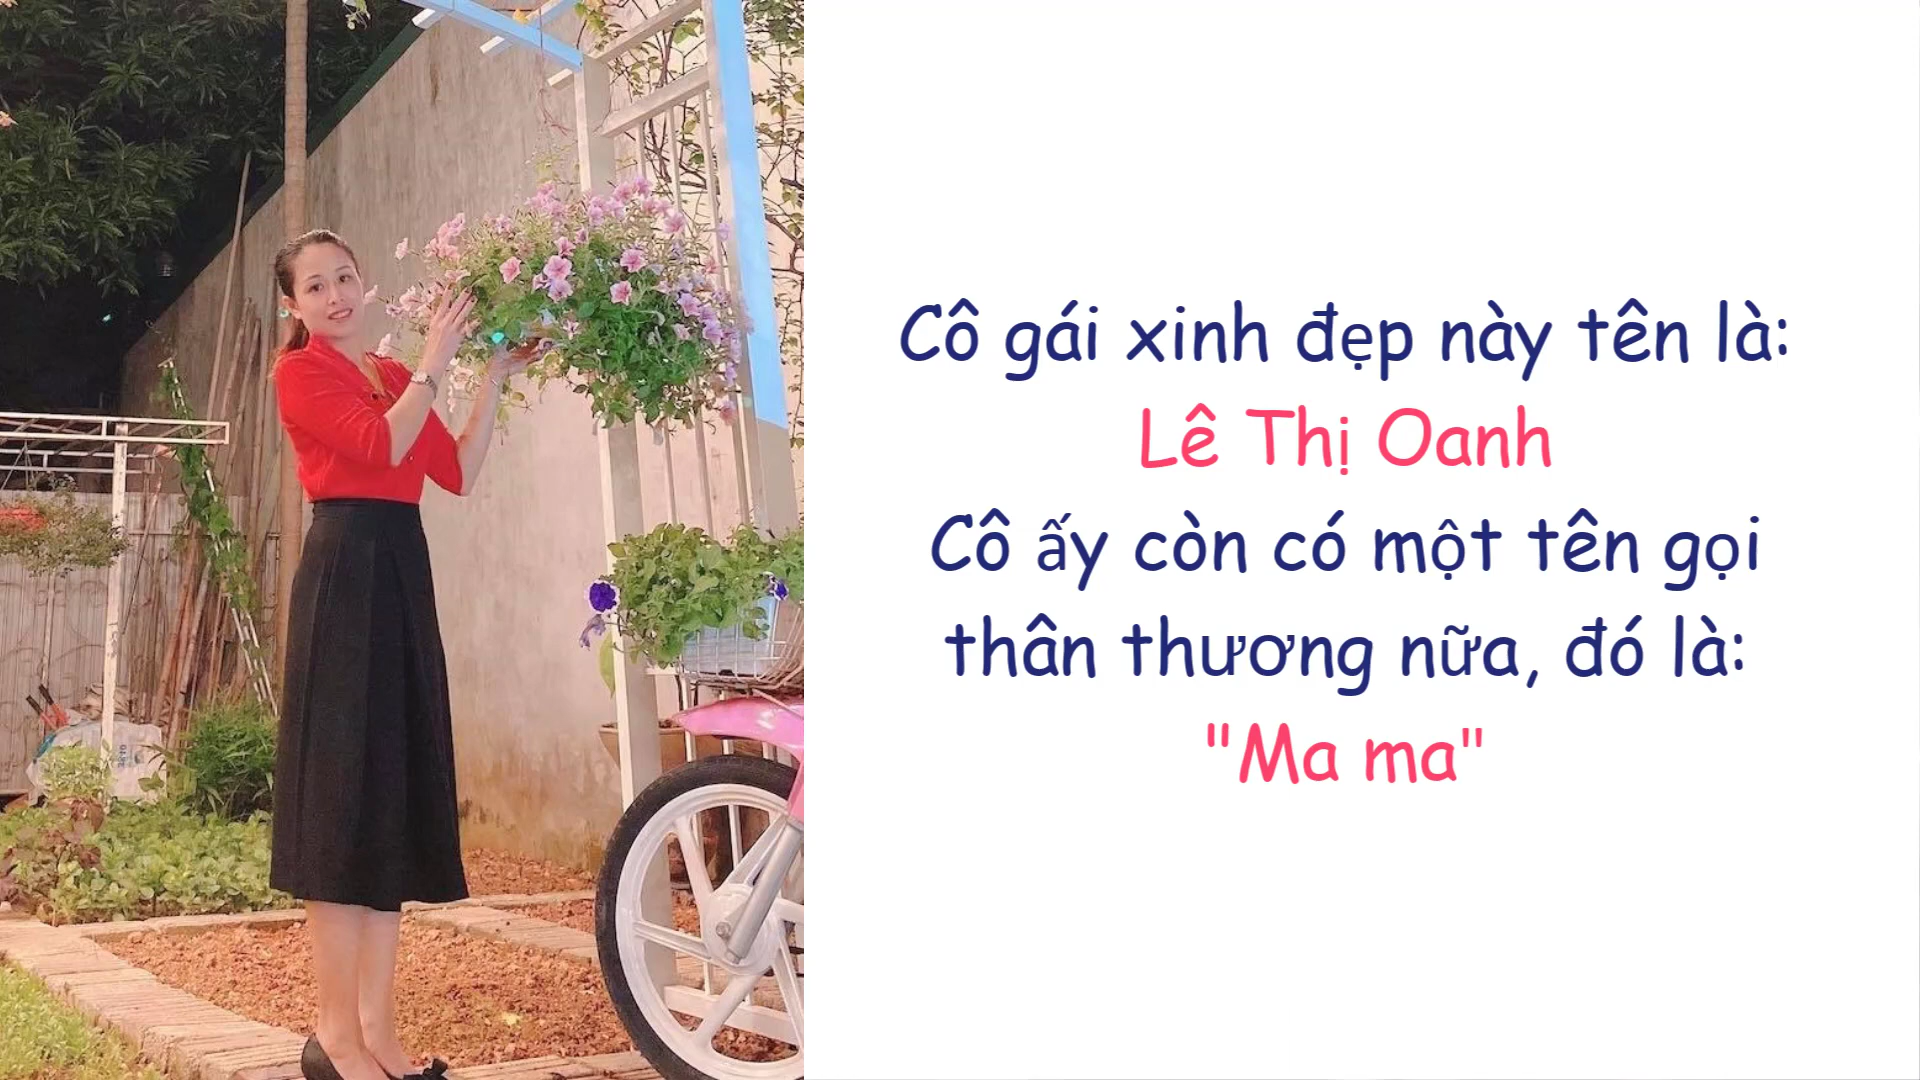 Cô gái xinh đẹp này tên là:
Lê Thị Oanh
Cô ấy còn có một tên gọi
thân thương nữa, đó là:
"Ma ma"